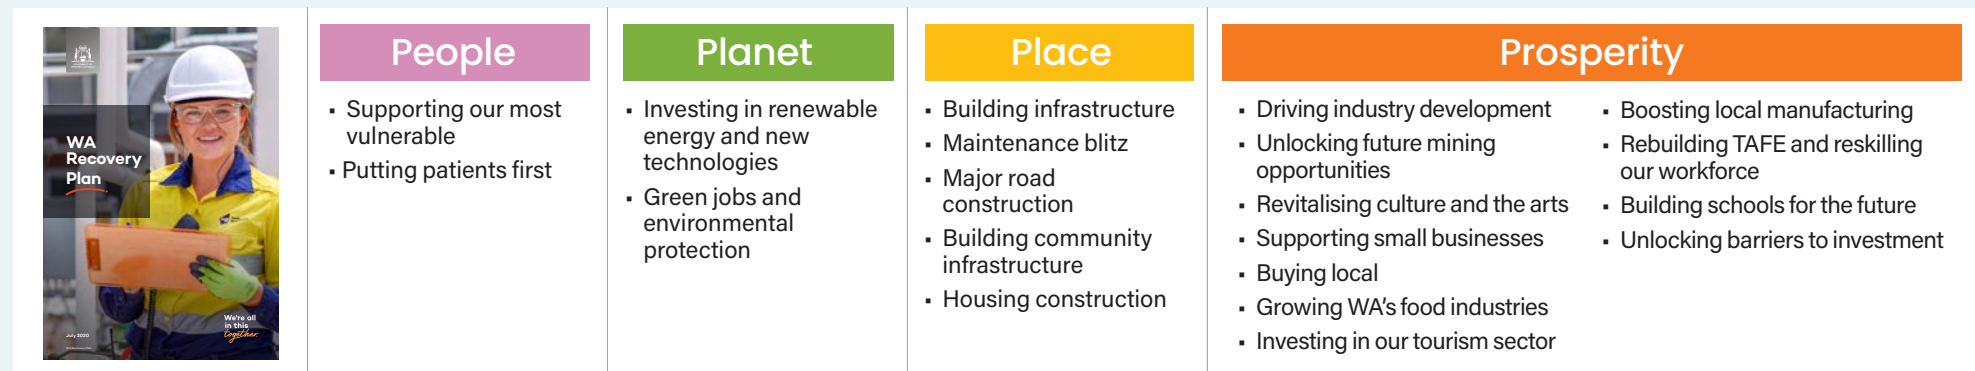 WA
Recovery
Plan
We're all
in this
together.
July 2020
People
▪ Supporting our most
vulnerable
▪ Putting patients first
Planet
▪ Investing in renewable
energy and new
technologies
▪ Green jobs and
environmental
protection
Place
▪ Building infrastructure
▪ Maintenance blitz
▪ Major road
construction
▪ Building community
infrastructure
▪ Housing construction
Prosperity
▪ Driving industry development
▪ Unlocking future mining
opportunities
▪ Revitalising culture and the arts
▪ Supporting small businesses
▪ Buying local
▪ Growing WA's food industries
▪ Investing in our tourism sector
▪ Boosting local manufacturing
▪ Rebuilding TAFE and reskilling
our workforce
▪ Building schools for the future
▪ Unlocking barriers to investment